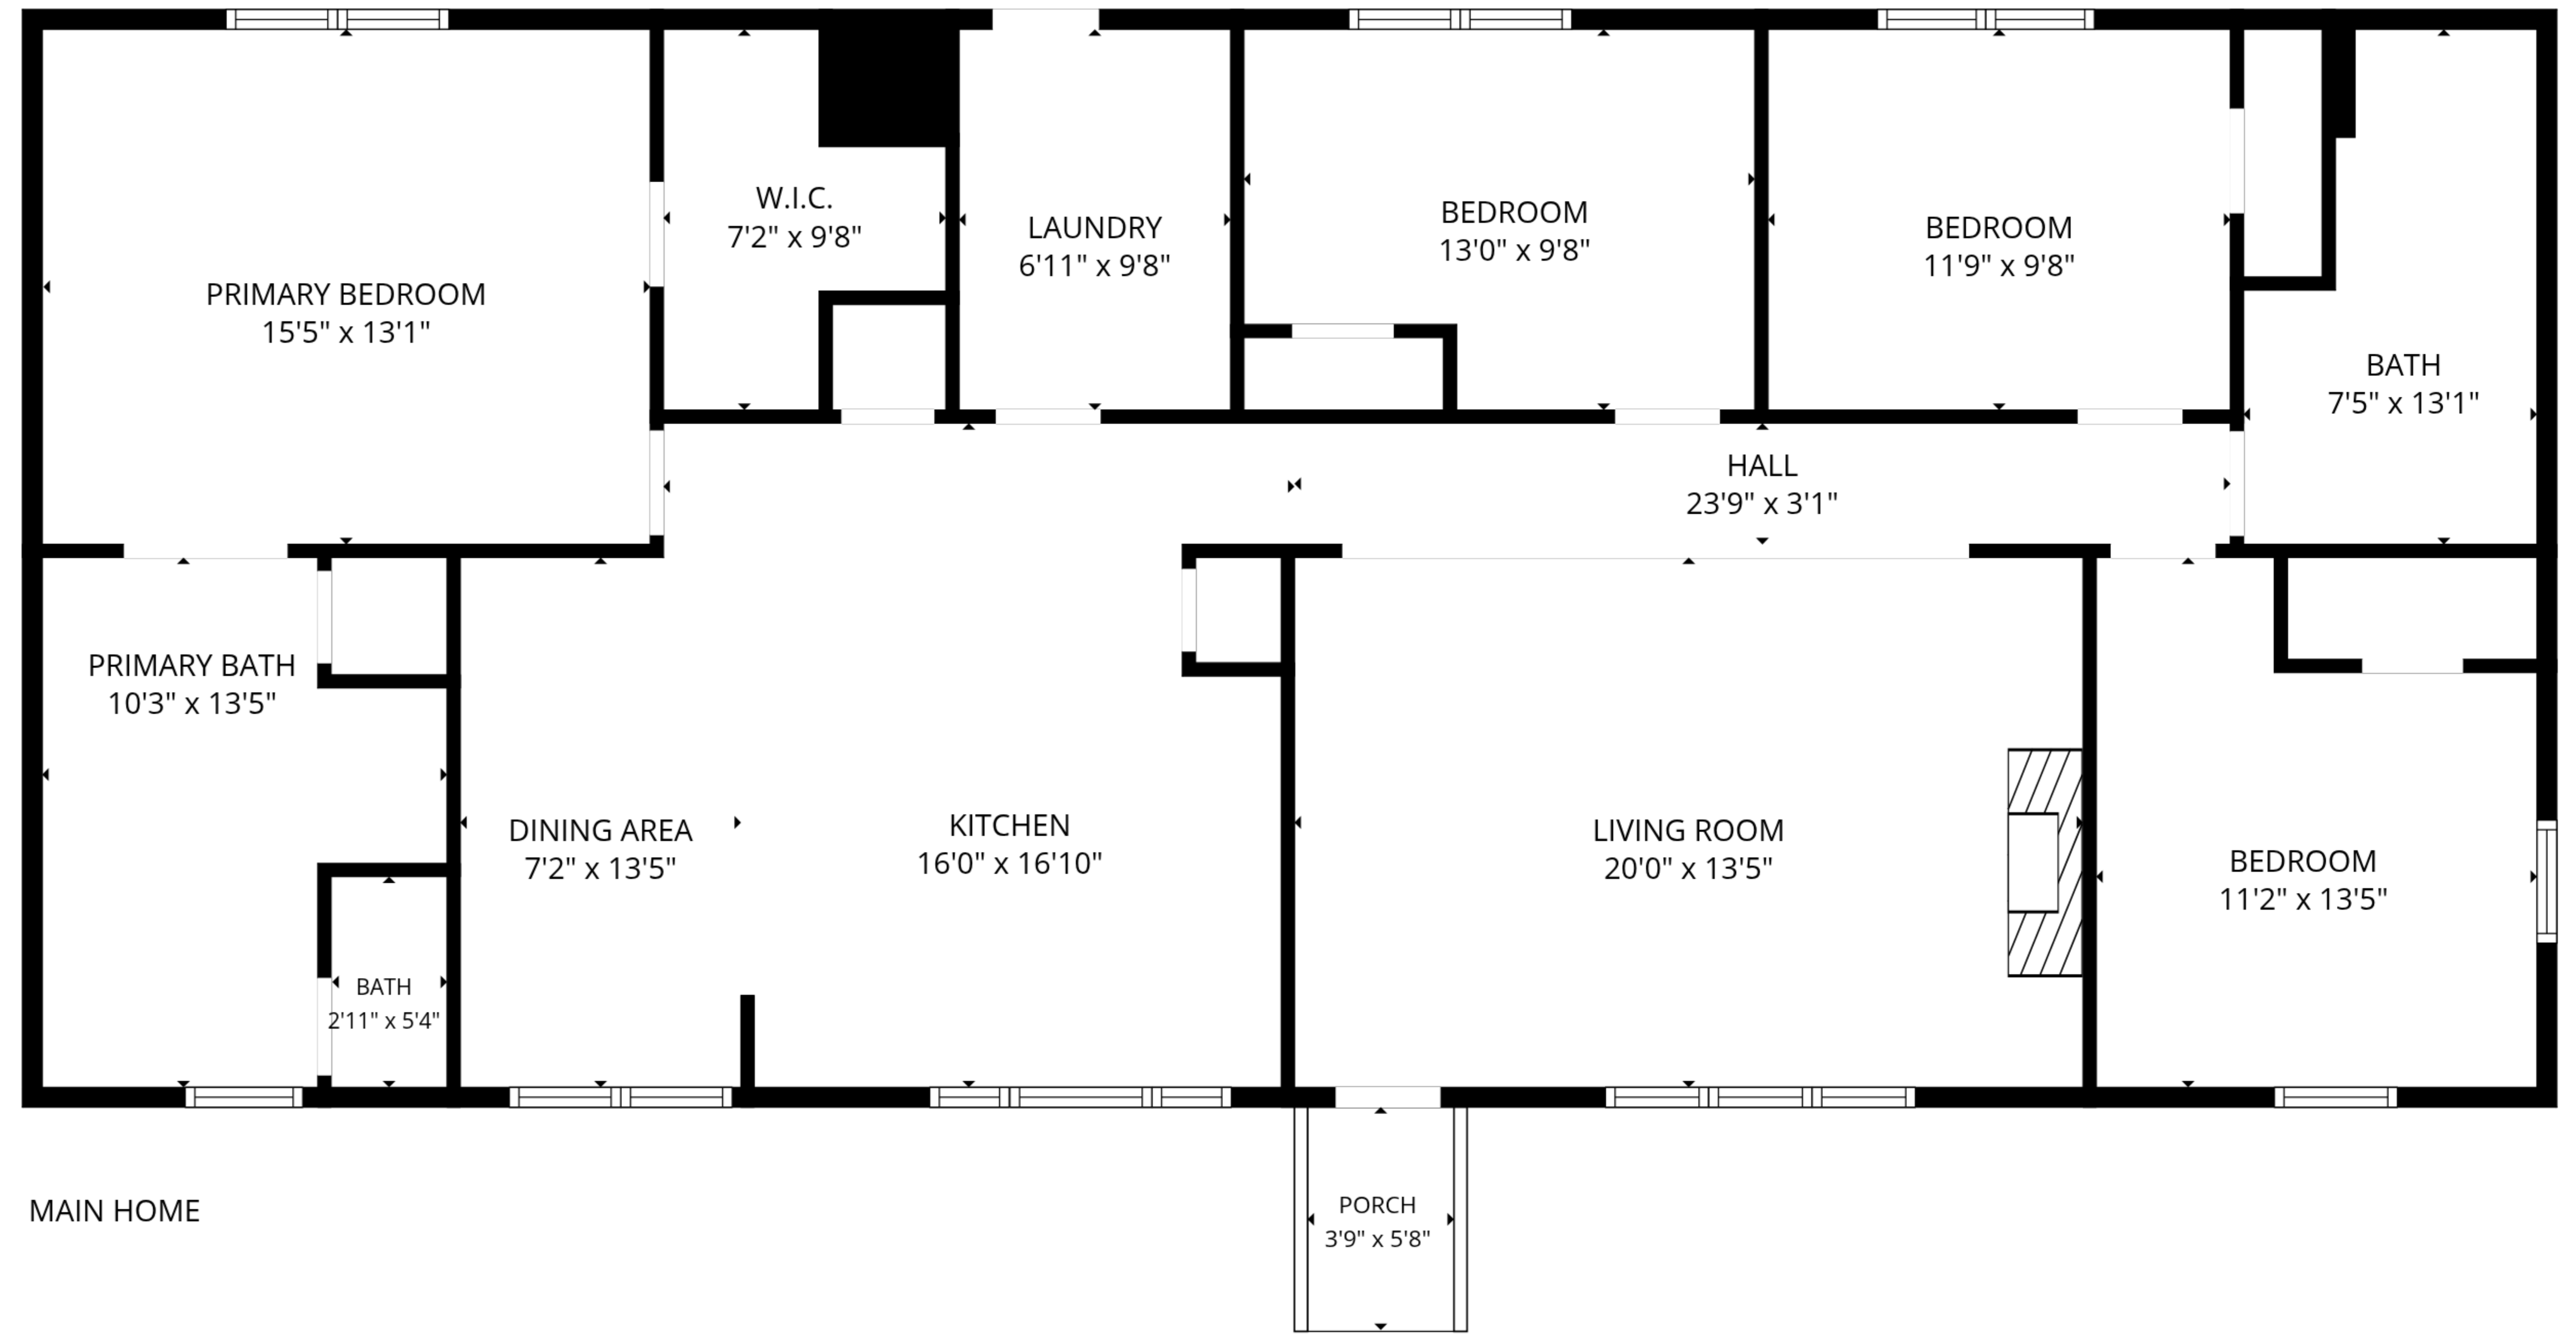 W.I.C.
7'2" x 9'8"
LAUNDRY
6'11" x 9'8"
BEDROOM
13'0" x 9'8"
BEDROOM
11'9" x 9'8"
PRIMARY BEDROOM
15'5" x 13'1"
BATH
7'5" x 13'1"
HALL
23'9" x 3'1"
PRIMARY BATH
10'3" x 13'5"
DINING AREA
7'2" x 13'5"
KITCHEN
16'0" x 16'10"
LIVING ROOM
20'0" x 13'5"
BEDROOM
11'2" x 13'5"
BATH
2'11" x 5'4"
PORCH
3'9" x 5'8"
MAIN HOME